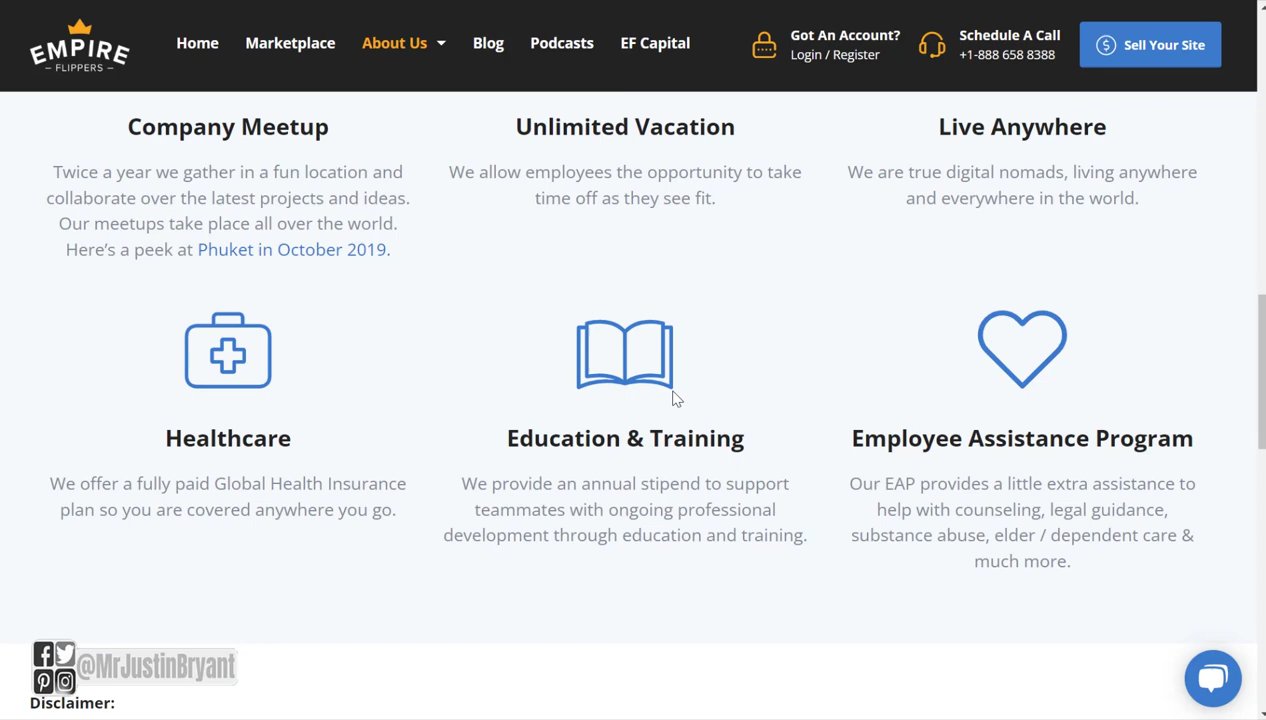 EMPIRE
FLIPPERS
Home
Marketplace
About Us
Blog
Podcasts
EF Capital
Got An Account?
Login / Register
Schedule A Call
+1-888 658 8388
Sell Your Site
Company Meetup
Twice a year we gather in a fun location and
collaborate over the latest projects and ideas.
Our meetups take place all over the world.
Here’s a peek at Phuket in October 2019.
Unlimited Vacation
We allow employees the opportunity to take
time off as they see fit.
Live Anywhere
We are true digital nomads, living anywhere
and everywhere in the world.
Healthcare
We offer a fully paid Global Health Insurance
plan so you are covered anywhere you go.
Education & Training
We provide an annual stipend to support
teammates with ongoing professional
development through education and training.
Employee Assistance Program
Our EAP provides a little extra assistance to
help with counseling, legal guidance,
substance abuse, elder / dependent care &
much more.
@MrJustinBryant
Disclaimer: